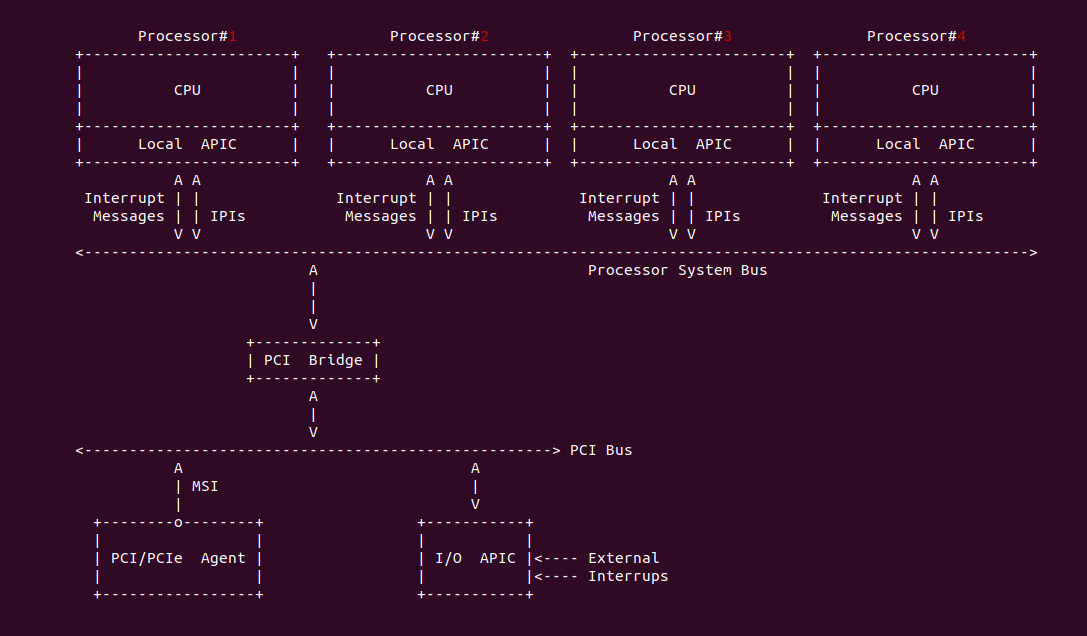 Processor#1 Processor#2 Processor#3 Processor#4
CPU CPU CPU CPU
Local APIC Local APIC Local APIC Local APIC
A A A A A A A A
Interrupt Interrupt Interrupt Interrupt
Messages IPIs Messages IPIs Messages IPIs Messages IPIs
V V V V V V V V
A Processor System Bus
V
PCI Bridge
A
V
PCI Bus
A A
MSI
V
o
PCI/PCIe Agent I/O APIC <---- External
<---- Interrups